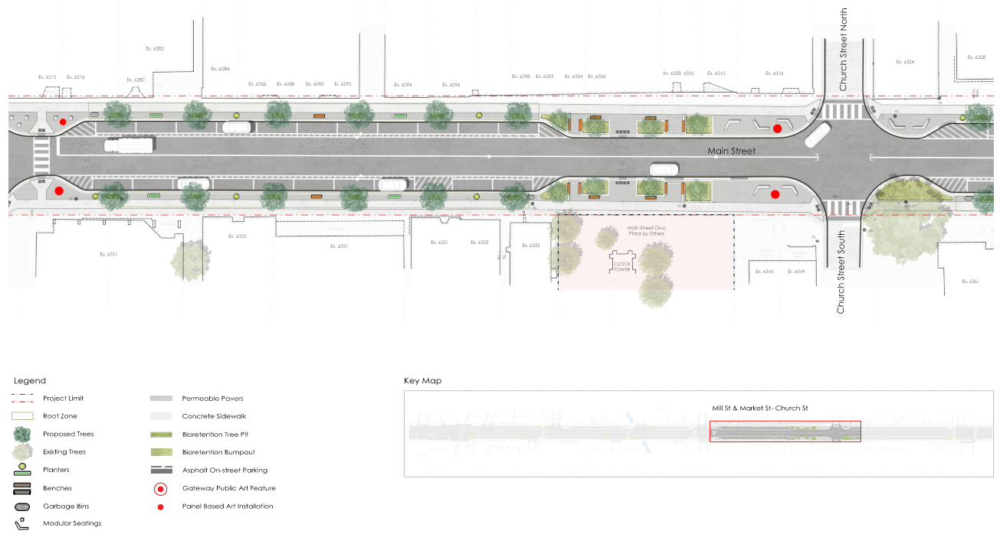 Church Street North
Ex. 6282
Ex. 6324
Ex. 6328
Ex. 6284
Ex. 6272
Ex. 6276
Ex. 6280
Ex. 6286
Ex. 6288
Ex. 6290
Ex. 6292
Ex. 6294
Ex. 6296
Ex. 6298
Ex. 6302
Ex. 6304
Ex. 6306
Ex. 6308- 6310
Ex. 6312
Ex. 6316
Main Street
Main Street Civic
Plaza by Others
CLOCK
TOWER
Ex. 6311
Ex. 6323
Ex. 6327
Ex. 6331
Ex. 6333
Ex. 6335
Ex. 6345
Ex. 6349
Church Street South
Ex. 6361
Legend
Project Limit
Root Zone
Proposed Trees
Existing Trees
Planters
Benches
Garbage Bins
Modular Seatings
Permeable Pavers
Concrete Sidewalk
Bioretention Tree Pit
Bioretention Bumpout
Asphalt On-street Parking
Gateway Public Art Feature
Panel Based Art Installation
Key Map
Mill St & Market St- Church St